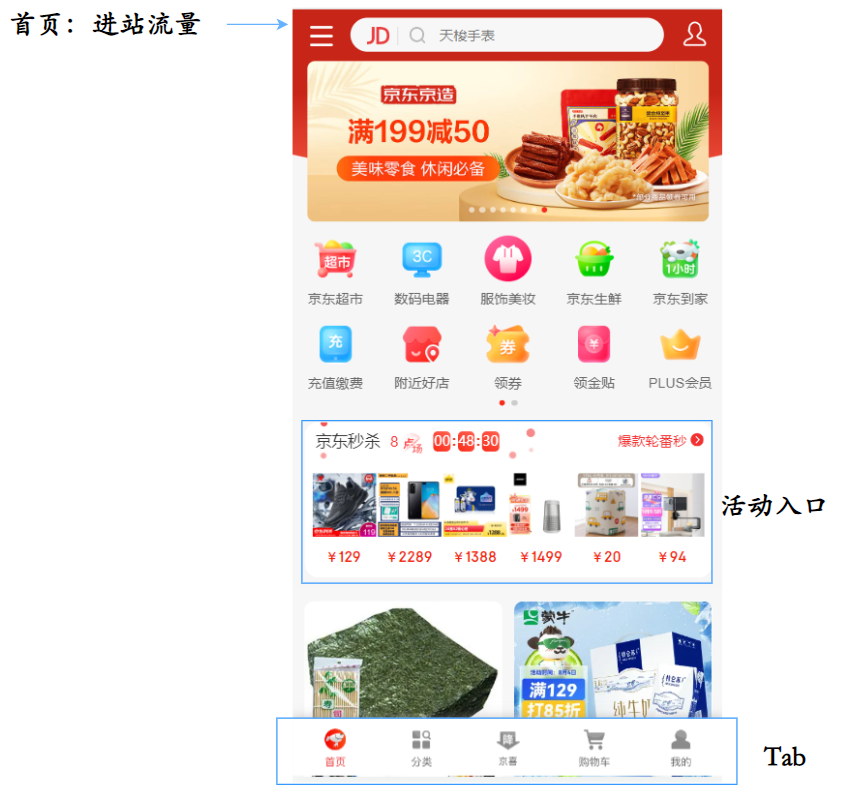 首页：进站流量
JD 天梭手表
京东京造
满199减50
美味零食 休闲必备
超市 3C 1小时
京东超市 数码电器 服饰美妆 京东生鲜 京东到家
充 券 ¥
充值缴费 附近好店 领券 领金贴 PLUS会员
京东秒杀 8点场 00:48:30 爆款轮番秒
119 1499
¥129 ¥2289 ¥1388 ¥1499 ¥20 ¥94
活动入口
蒙牛
满129
打85折
降
首页 分类 京喜 购物车 我的
Tab